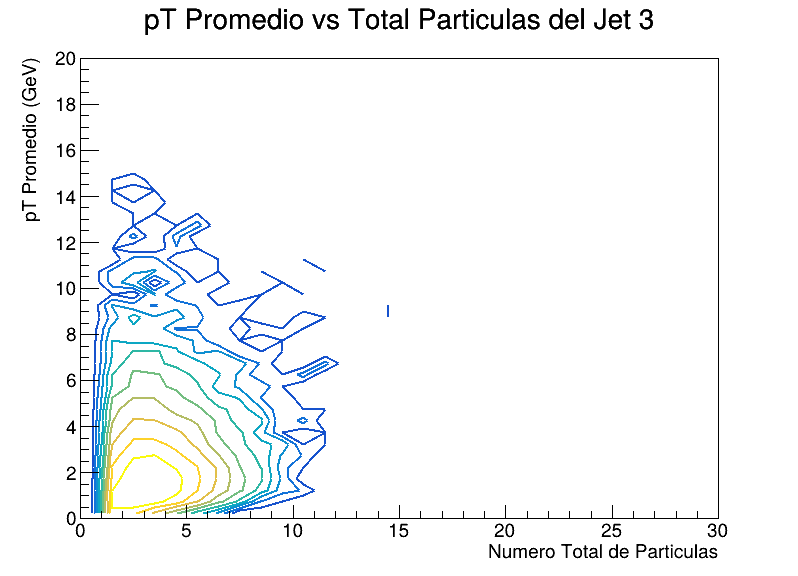 pT Promedio vs Total Particulas del Jet 3
pT Promedio (GeV)
20
18
16
14
12
10
8
6
4
2
0
0 5 10 15 20 25 30
Numero Total de Particulas